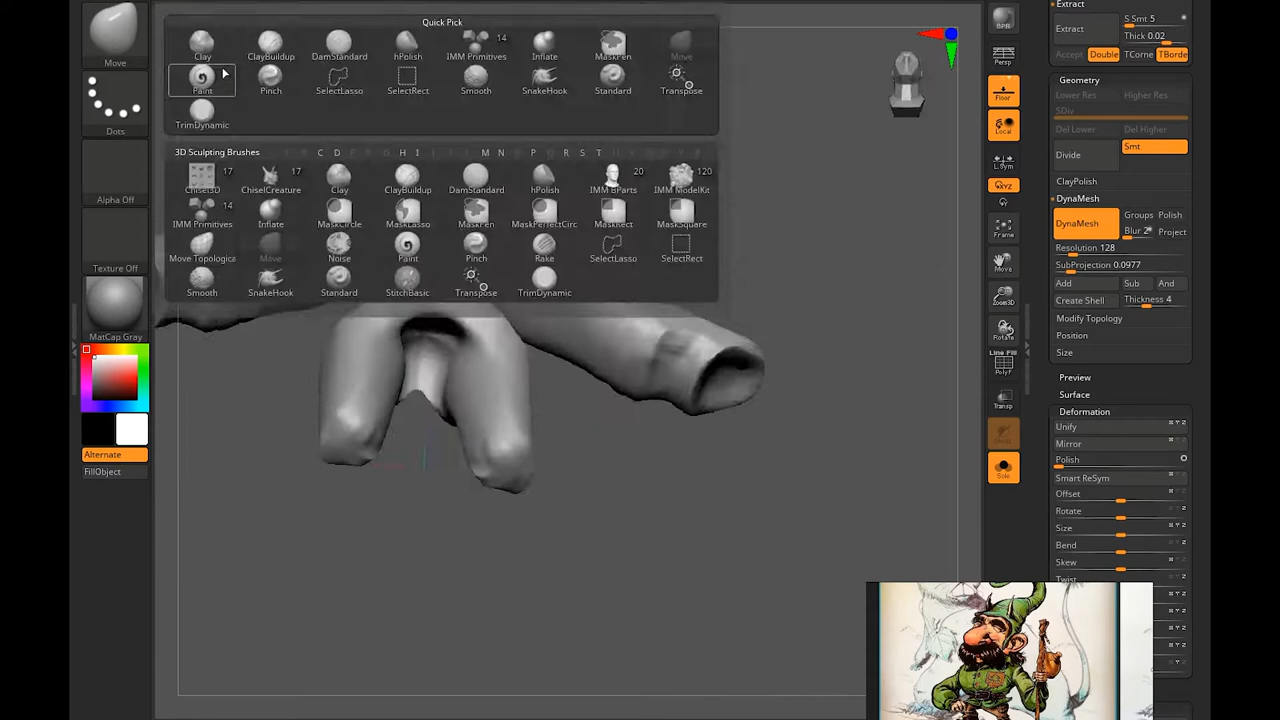 Quick Pick
Clay ClayBuildup DamStandard hPolish IMM Primitives 14 Inflate MaskPen Move
Paint Pinch SelectLasso SelectRect Smooth SnakeHook Standard Transpose
TrimDynamic
3D Sculpting Brushes C D F G H I M N P R S T
Chisel3D 17 ChiselCreature 17 Clay ClayBuildup DamStandard hPolish IMM BParts 20 IMM ModelKit 120
IMM Primitives 14 Inflate MaskCircle MaskLasso MaskPen MaskPerfectCirc MaskRect MaskSquare
Move Topologica Move Noise Paint Pinch Rake SelectLasso SelectRect
Smooth SnakeHook Standard StitchBasic Transpose TrimDynamic
Move
Dots
Alpha Off
Texture Off
MatCap Gray
Alternate
FillObject
BPR
Persp
Floor
Local
L.Sym
XYZ
Frame
Move
Zoom3D
Rotate
Line Fill
PolyF
Transp
Solo
Extract
Extract S Smt 5
Thick 0.02
Accept Double TCorne TBorde
Geometry
Lower Res Higher Res
SDiv
Del Lower Del Higher
Divide Smt
ClayPolish
DynaMesh
DynaMesh Groups Polish
Blur 2 Project
Resolution 128
SubProjection 0.0977
Add Sub And
Create Shell Thickness 4
Modify Topology
Position
Size
Preview
Surface
Deformation
Unify
Mirror
Polish
Smart ReSym
Offset
Rotate
Size
Bend
Skew
Twist